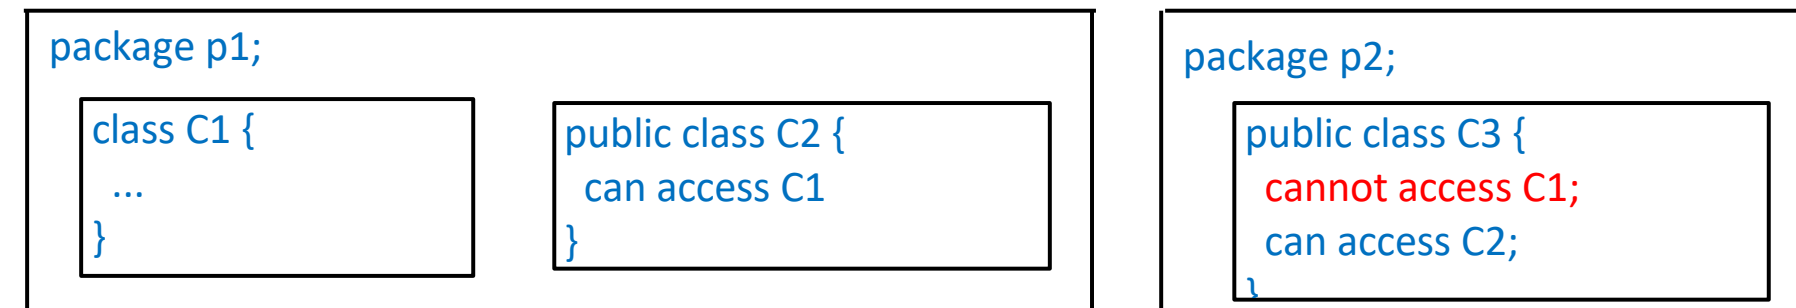 package p1;
class C1 {
...
}
public class C2 {
can access C1
}
package p2;
public class C3 {
cannot access C1;
can access C2;
}